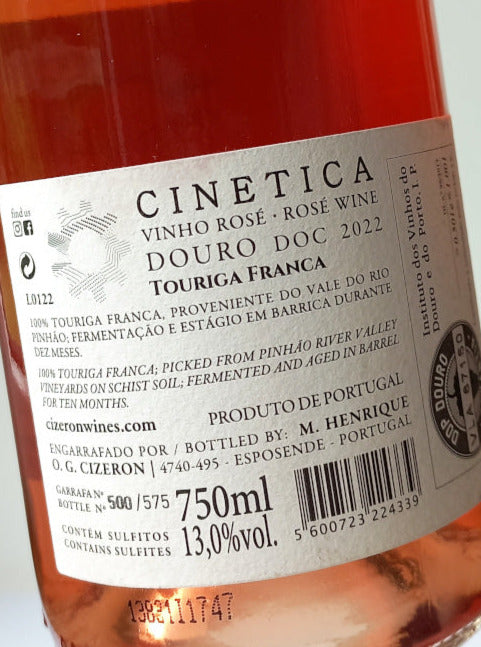 find us
CINETICA
VINHO ROSÉ · ROSÉ WINE
DOURO DOC 2022
TOURIGA FRANCA
L0122
100% TOURIGA FRANCA, PROVENIENTE DO VALE DO RIO
PINHÃO; FERMENTAÇÃO E ESTÁGIO EM BARRICA DURANTE
DEZ MESES.
100% TOURIGA FRANCA; PICKED FROM PINHÃO RIVER VALLEY
VINEYARDS ON SCHIST SOIL; FERMENTED AND AGED IN BARREL
FOR TEN MONTHS.
cizeronwines.com
PRODUTO DE PORTUGAL
ENGARRAFADO POR / BOTTLED BY: M. HENRIQUE
O. G. CIZERON | 4740-495 - ESPOSENDE - PORTUGAL
GARRAFA Nº
BOTTLE Nº 500/575
750ml
CONTÉM SULFITOS
CONTAINS SULFITES
13,0%vol.
5 600723 224339
Instituto dos Vinhos do
Douro e do Porto, I. P.
DOP DOURO